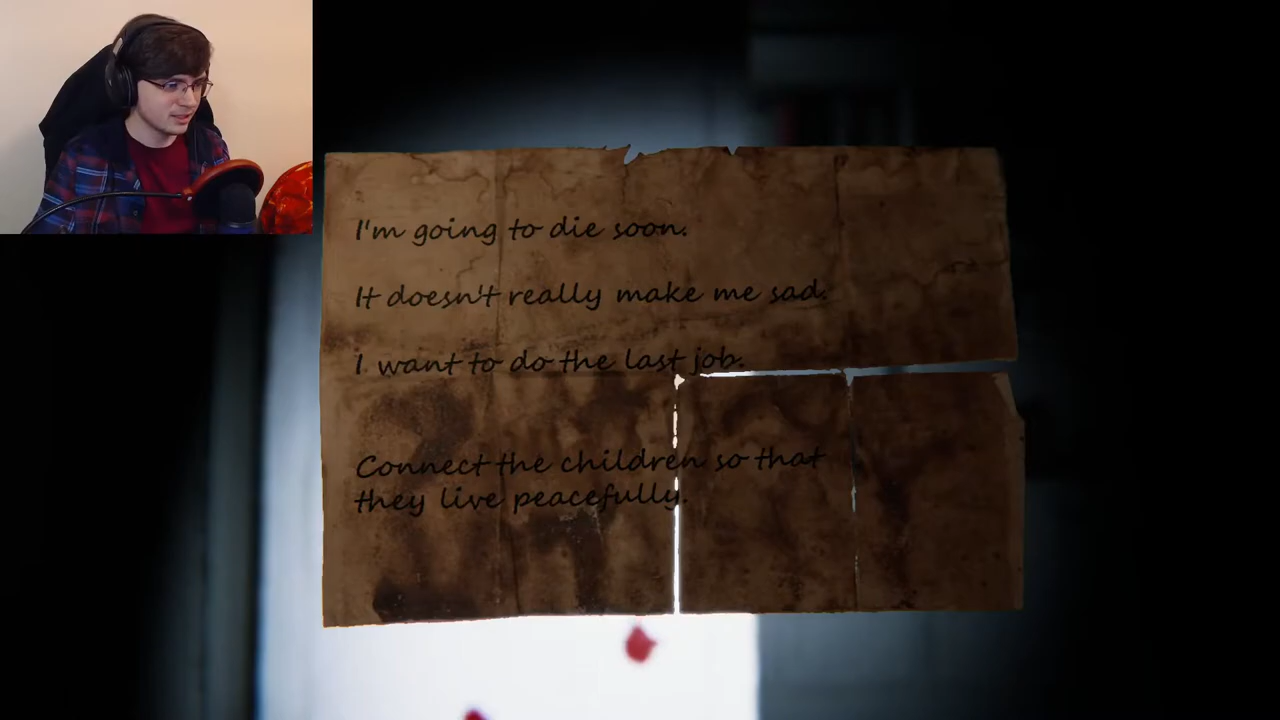 I'm going to die soon.
It doesn't really make me sad.
I want to do the last job.
Connect the children so that
they live peacefully.